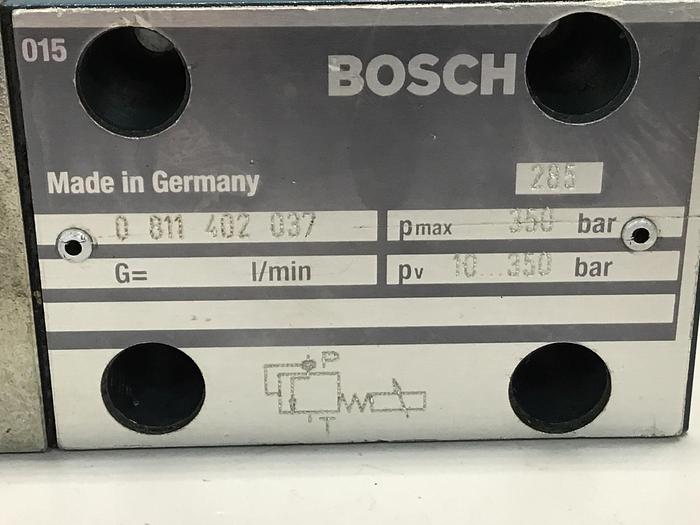 015
BOSCH
Made in Germany 285
0 811 402 037 pmax 350 bar
G= l/min pv 10...350 bar
P
T